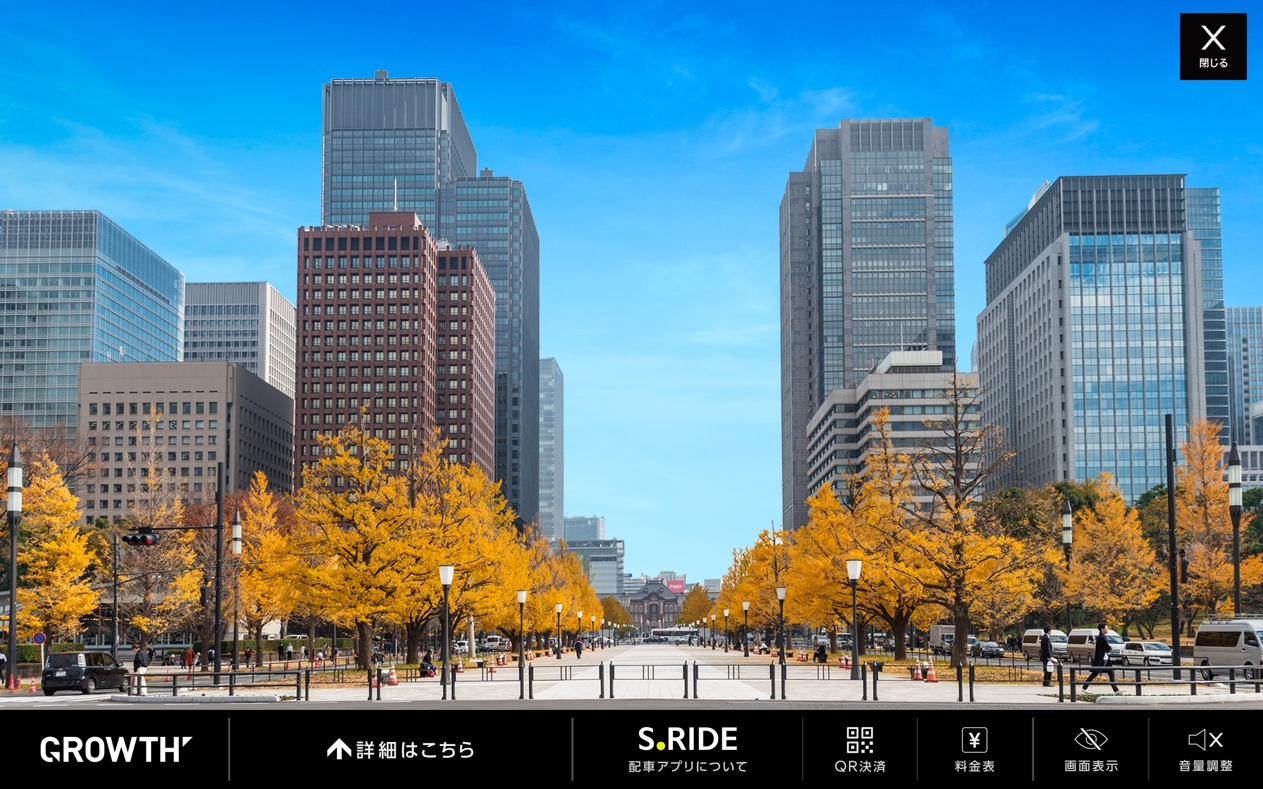 X
閉じる
GROWTH
詳細はこちら
S.RIDE
配車アプリについて
QR決済
¥
料金表
画面表示
音量調整